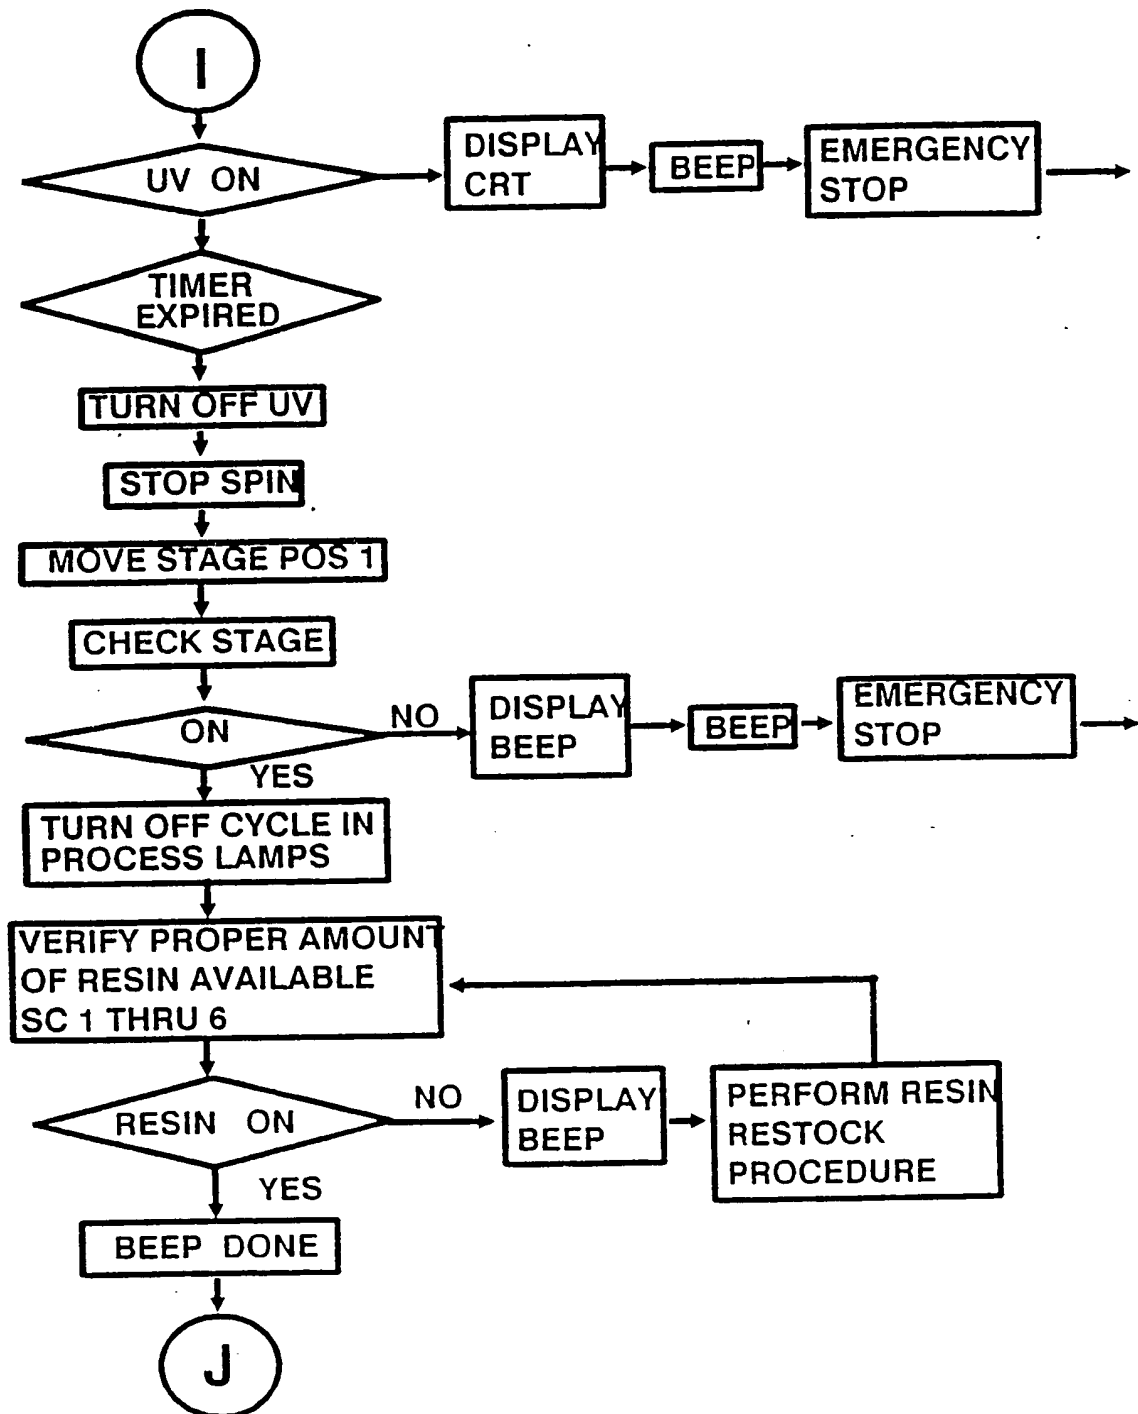 I
UV ON
DISPLAY
CRT
BEEP
EMERGENCY
STOP
TIMER
EXPIRED
TURN OFF UV
STOP SPIN
MOVE STAGE POS 1
CHECK STAGE
ON
NO
DISPLAY
BEEP
BEEP
EMERGENCY
STOP
YES
TURN OFF CYCLE IN
PROCESS LAMPS
VERIFY PROPER AMOUNT
OF RESIN AVAILABLE
SC 1 THRU 6
RESIN ON
NO
DISPLAY
BEEP
PERFORM RESIN
RESTOCK
PROCEDURE
YES
BEEP DONE
J